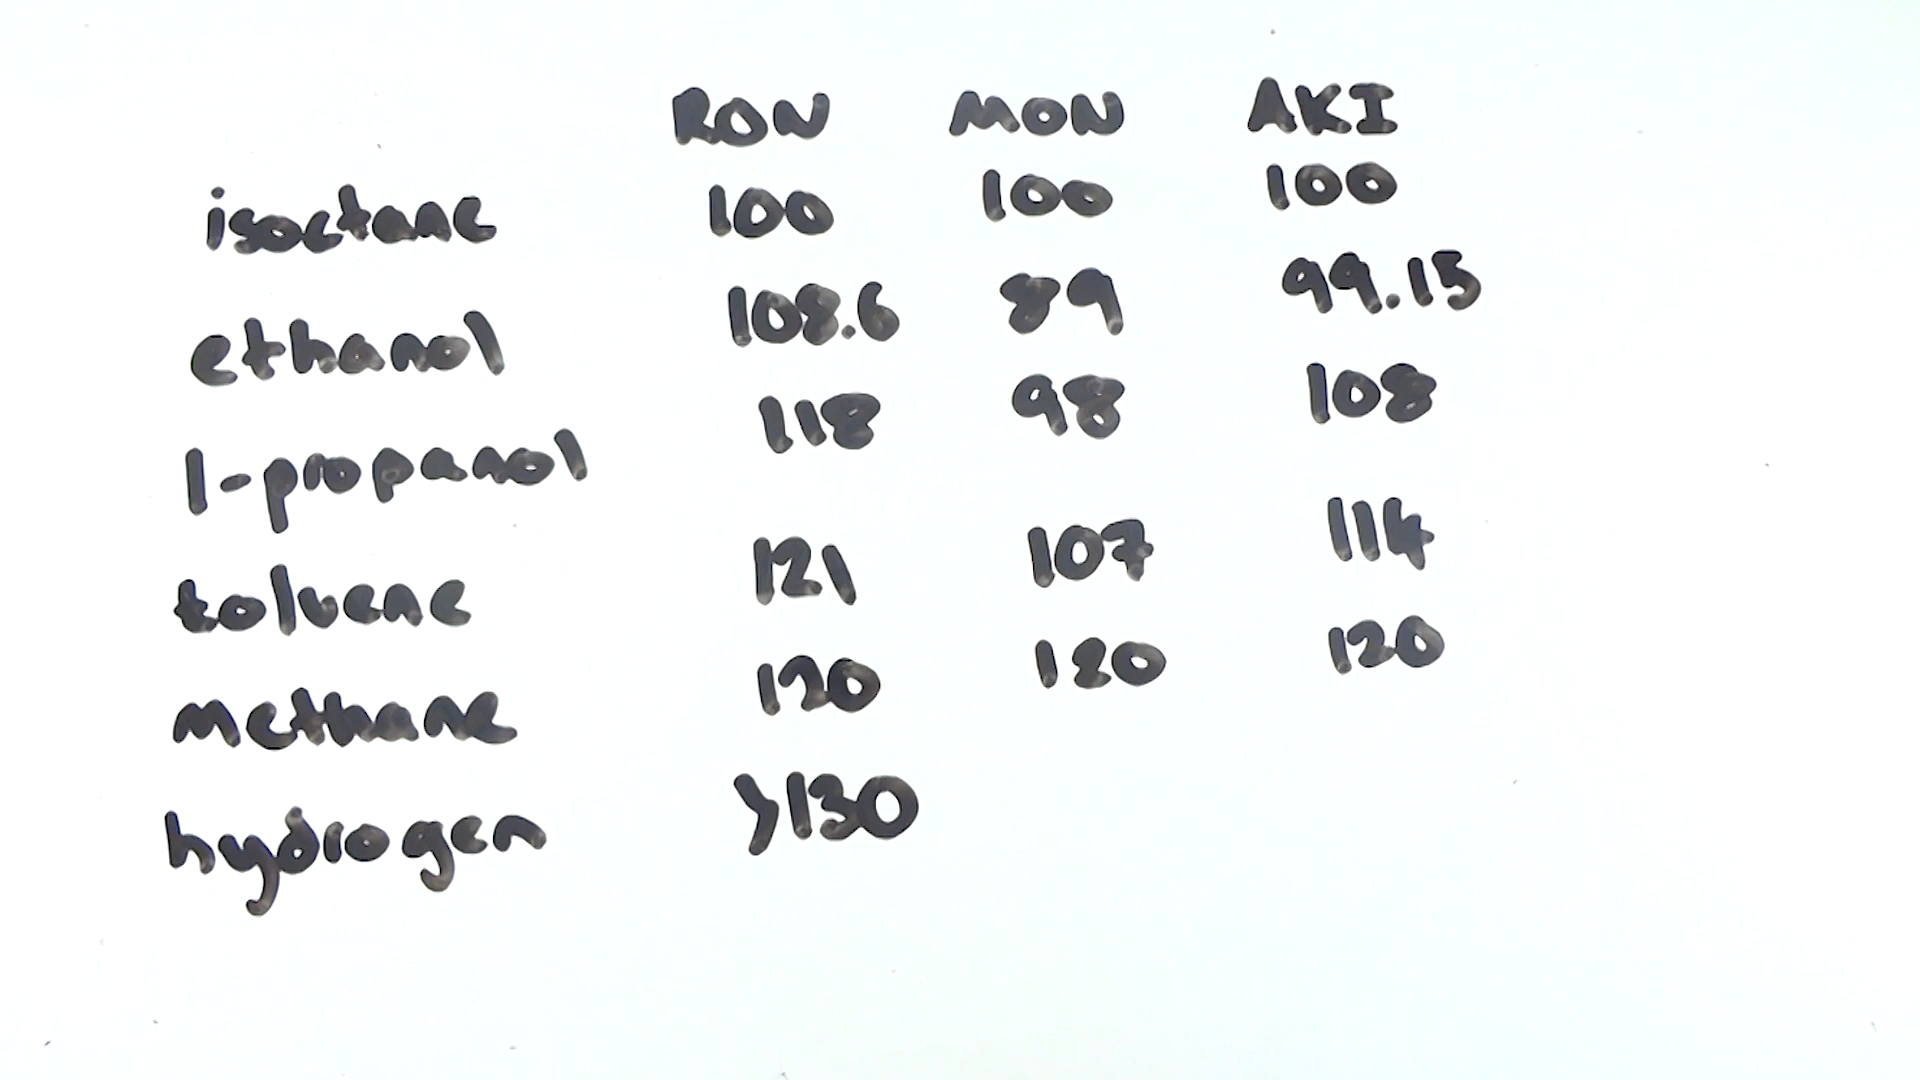 RON MON AKI
isoctane 100 100 100
ethanol 108.6 89 99.15
1-propanol 118 98 108
toluene 121 107 114
methane 120 120 120
hydrogen >130